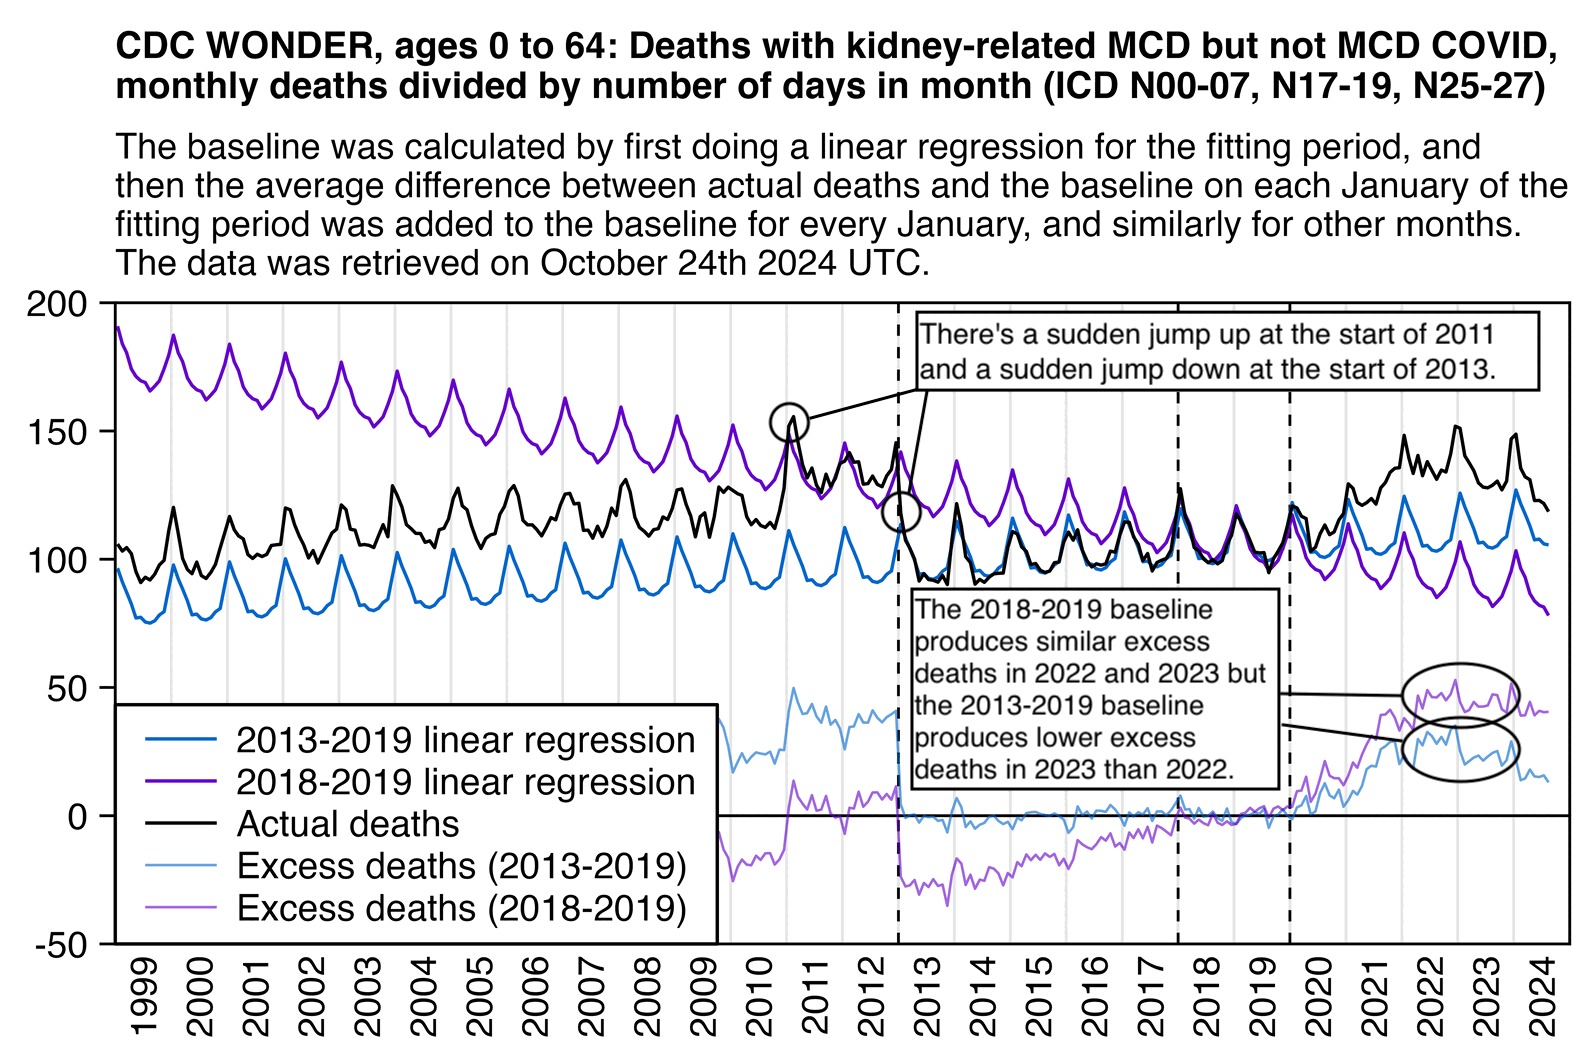 CDC WONDER, ages 0 to 64: Deaths with kidney-related MCD but not MCD COVID,
monthly deaths divided by number of days in month (ICD N00-07, N17-19, N25-27)
The baseline was calculated by first doing a linear regression for the fitting period, and
then the average difference between actual deaths and the baseline on each January of the
fitting period was added to the baseline for every January, and similarly for other months.
The data was retrieved on October 24th 2024 UTC.
200
150
100
50
0
-50
There's a sudden jump up at the start of 2011
and a sudden jump down at the start of 2013.
The 2018-2019 baseline
produces similar excess
deaths in 2022 and 2023 but
the 2013-2019 baseline
produces lower excess
deaths in 2023 than 2022.
2013-2019 linear regression
2018-2019 linear regression
Actual deaths
Excess deaths (2013-2019)
Excess deaths (2018-2019)
1999
2000
2001
2002
2003
2004
2005
2006
2007
2008
2009
2010
2011
2012
2013
2014
2015
2016
2017
2018
2019
2020
2021
2022
2023
2024